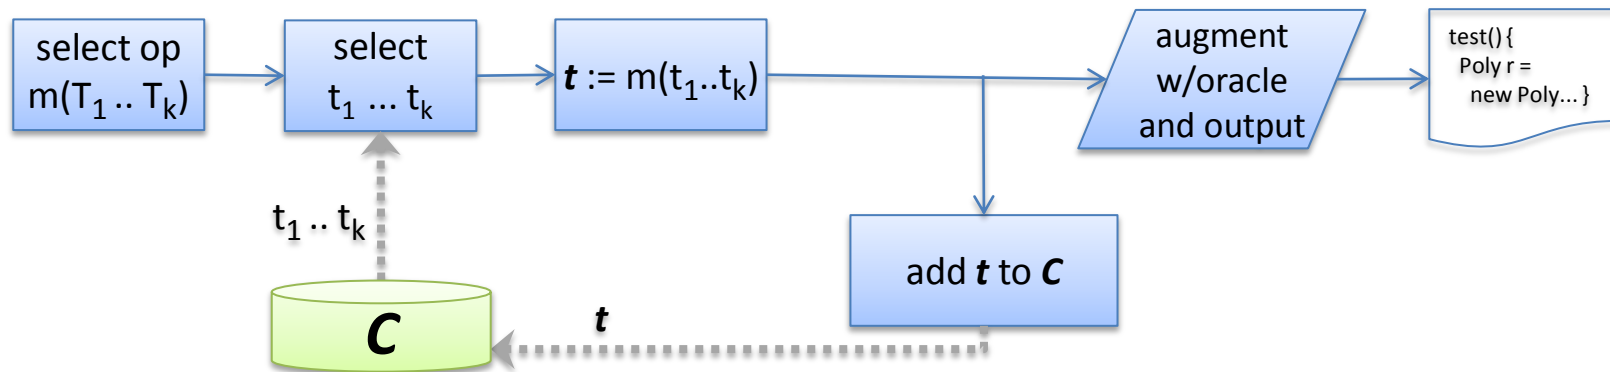 select op
m(T₁ .. T
k)
select
t₁ ... tₖ
t := m(t₁..tₖ)
augment
w/oracle
and output
test() {
Poly r =
new Poly... }
t₁ .. tₖ
add t to C
t
C